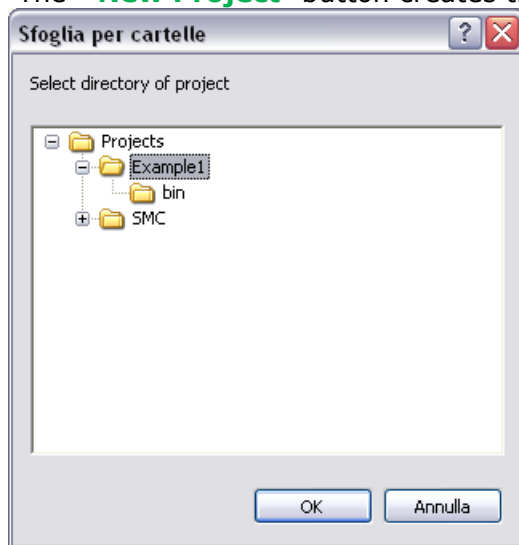 The "New Project" button creates t
Sfoglia per cartelle
Select directory of project
Projects
Example1
bin
SMC
OK
Annulla